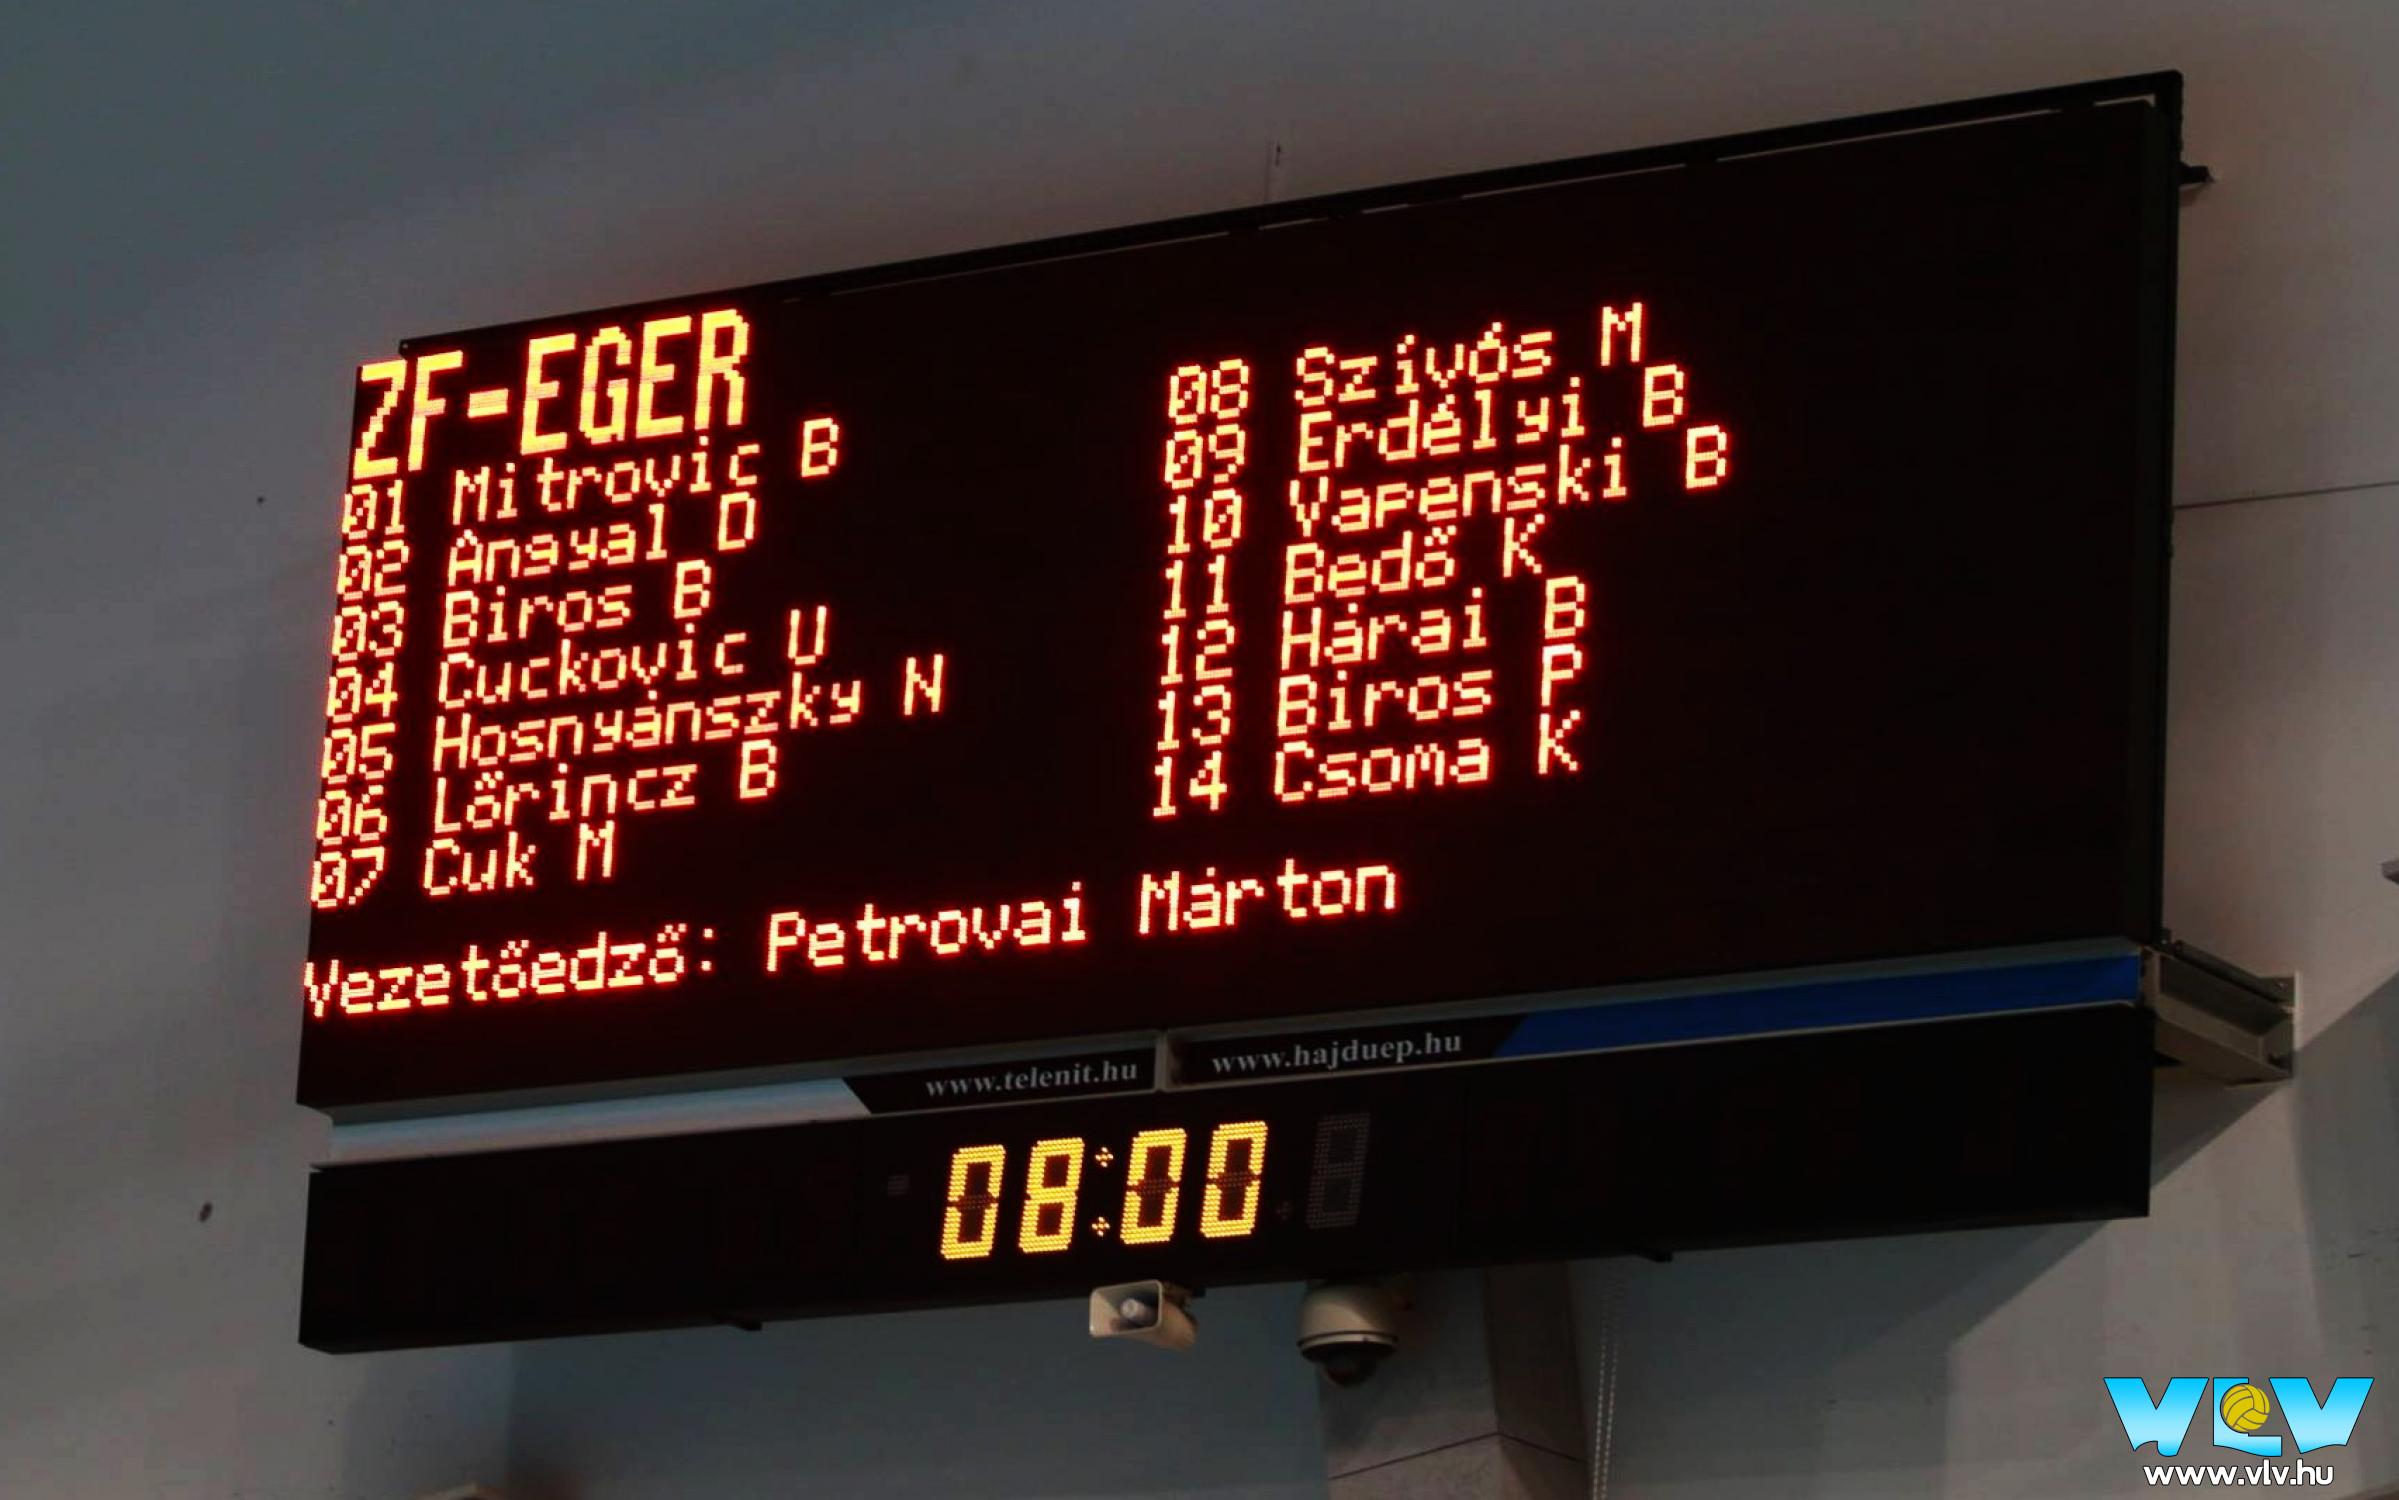 ZF-EGER
01 Mitrovic B
02 Angyal D
03 Biros B
04 Cuckovic U
05 Hosnyánszky N
06 Lőrincz B
07 Cuk M
08 Szívós M
09 Erdélyi B
10 Vapenski B
11 Bedő K
12 Hárai B
13 Biros P
14 Csoma K
Vezetőedző: Petrovai Márton
www.telenit.hu
www.hajduep.hu
08:00
VLV
www.vlv.hu